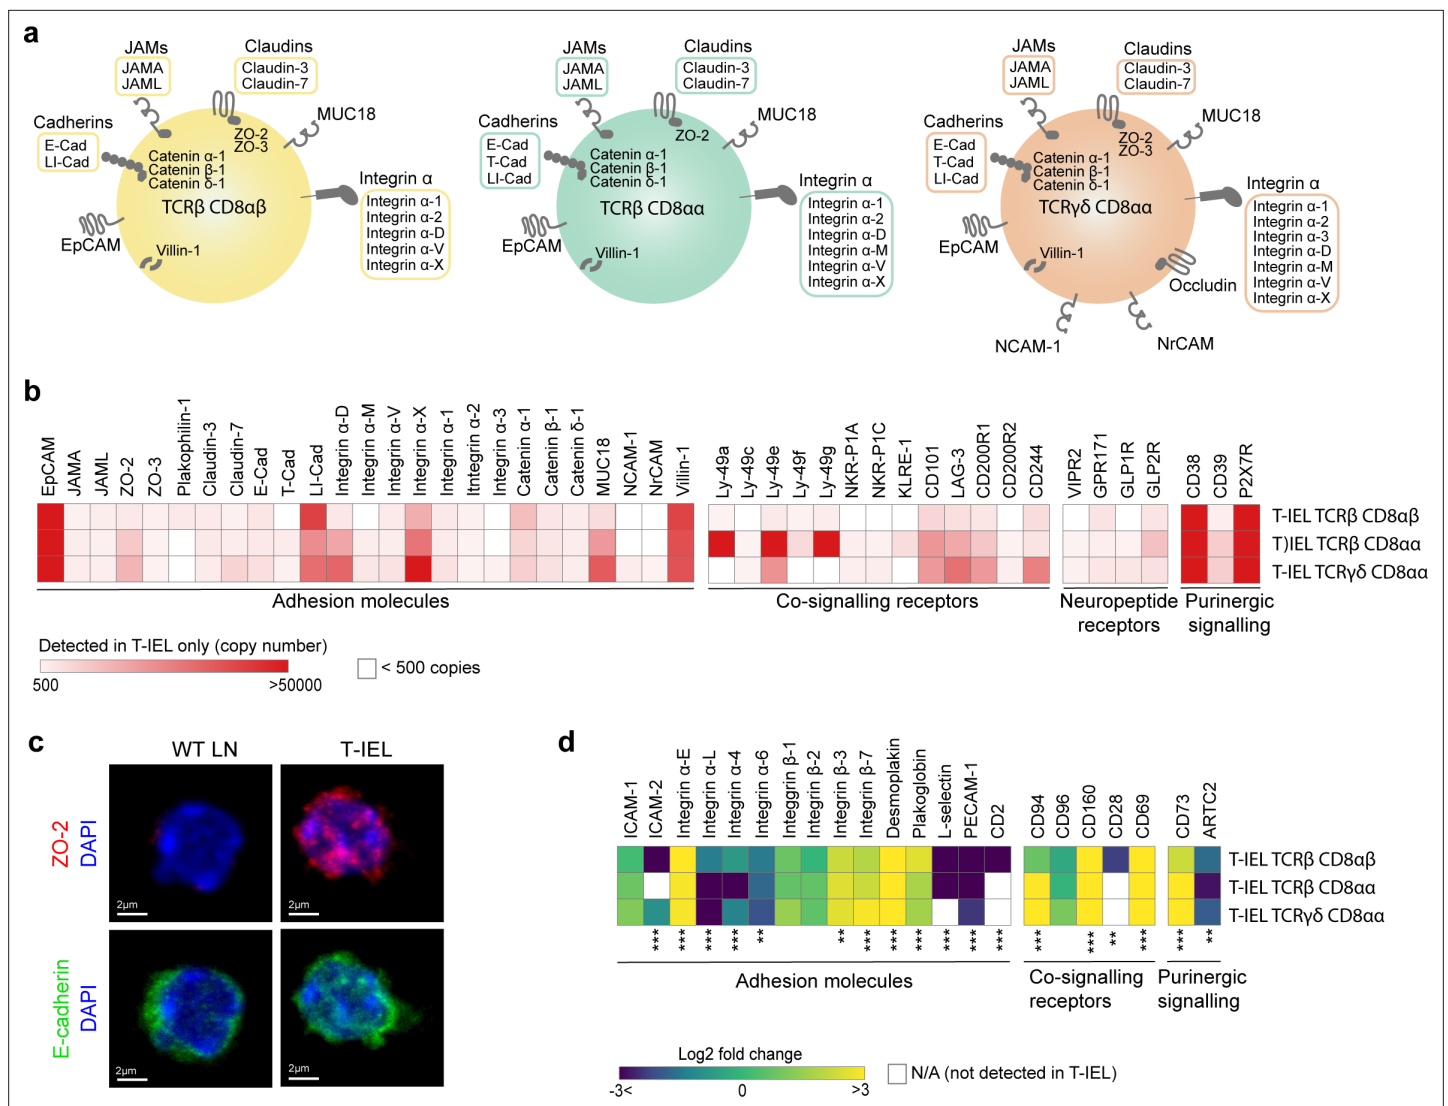 a
JAMs
JAMA
JAML
Claudins
Claudin-3
Claudin-7
MUC18
Cadherins
E-Cad
LI-Cad
ZO-2
ZO-3
Catenin α-1
Catenin β-1
Catenin δ-1
TCRβ CD8αβ
Integrin α
Integrin α-1
Integrin α-2
Integrin α-D
Integrin α-V
Integrin α-X
EpCAM
Villin-1
JAMs
JAMA
JAML
Claudins
Claudin-3
Claudin-7
MUC18
Cadherins
E-Cad
T-Cad
LI-Cad
ZO-2
Catenin α-1
Catenin β-1
Catenin δ-1
TCRβ CD8αα
Integrin α
Integrin α-1
Integrin α-2
Integrin α-D
Integrin α-M
Integrin α-V
Integrin α-X
EpCAM
Villin-1
JAMs
JAMA
JAML
Claudins
Claudin-3
Claudin-7
MUC18
Cadherins
E-Cad
T-Cad
LI-Cad
ZO-2
ZO-3
Catenin α-1
Catenin β-1
Catenin δ-1
TCRγδ CD8αα
Integrin α
Integrin α-1
Integrin α-2
Integrin α-3
Integrin α-D
Integrin α-M
Integrin α-V
Integrin α-X
EpCAM
Villin-1
Occludin
NCAM-1
NrCAM
b
EpCAM
JAMA
JAML
ZO-2
ZO-3
Plakophilin-1
Claudin-3
Claudin-7
E-Cad
T-Cad
LI-Cad
Integrin α-D
Integrin α-M
Integrin α-V
Integrin α-X
Integrin α-1
Itntegrin α-2
Integrin α-3
Catenin α-1
Catenin β-1
Catenin δ-1
MUC18
NCAM-1
NrCAM
Villin-1
Ly-49a
Ly-49c
Ly-49e
Ly-49f
Ly-49g
NKR-P1A
NKR-P1C
KLRE-1
CD101
LAG-3
CD200R1
CD200R2
CD244
VIPR2
GPR171
GLP1R
GLP2R
CD38
CD39
P2X7R
T-IEL TCRβ CD8αβ
T)IEL TCRβ CD8αα
T-IEL TCRγδ CD8αα
Adhesion molecules
Co-signalling receptors
Neuropeptide
receptors
Purinergic
signalling
Detected in T-IEL only (copy number)
500
>50000
< 500 copies
c
WT LN
T-IEL
ZO-2
DAPI
2μm
2μm
E-cadherin
DAPI
2μm
2μm
d
ICAM-1
ICAM-2
Integrin α-E
Integrin α-L
Integrin α-4
Integrin α-6
Integgrin β-1
Integrin β-2
Integrin β-3
Integrin β-7
Desmoplakin
Plakoglobin
L-selectin
PECAM-1
CD2
CD94
CD96
CD160
CD28
CD69
CD73
ARTC2
T-IEL TCRβ CD8αβ
T-IEL TCRβ CD8αα
T-IEL TCRγδ CD8αα
*** *** *** *** ** ** *** *** *** *** *** *** *** *** ** *** *** **
Adhesion molecules
Co-signalling
receptors
Purinergic
signalling
Log2 fold change
-3<
0
>3
N/A (not detected in T-IEL)